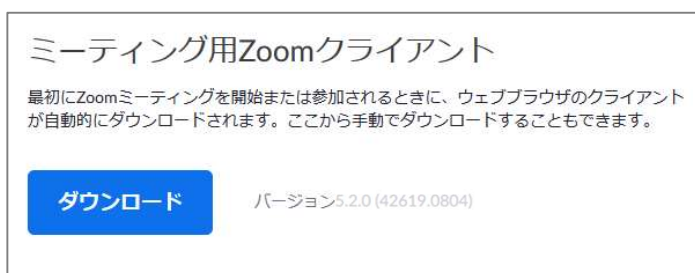 ミーティング用Zoomクライアント
最初にZoomミーティングを開始または参加されるときに、ウェブブラウザのクライアント
が自動的にダウンロードされます。ここから手動でダウンロードすることもできます。
ダウンロード バージョン5.2.0 (42619.0804)